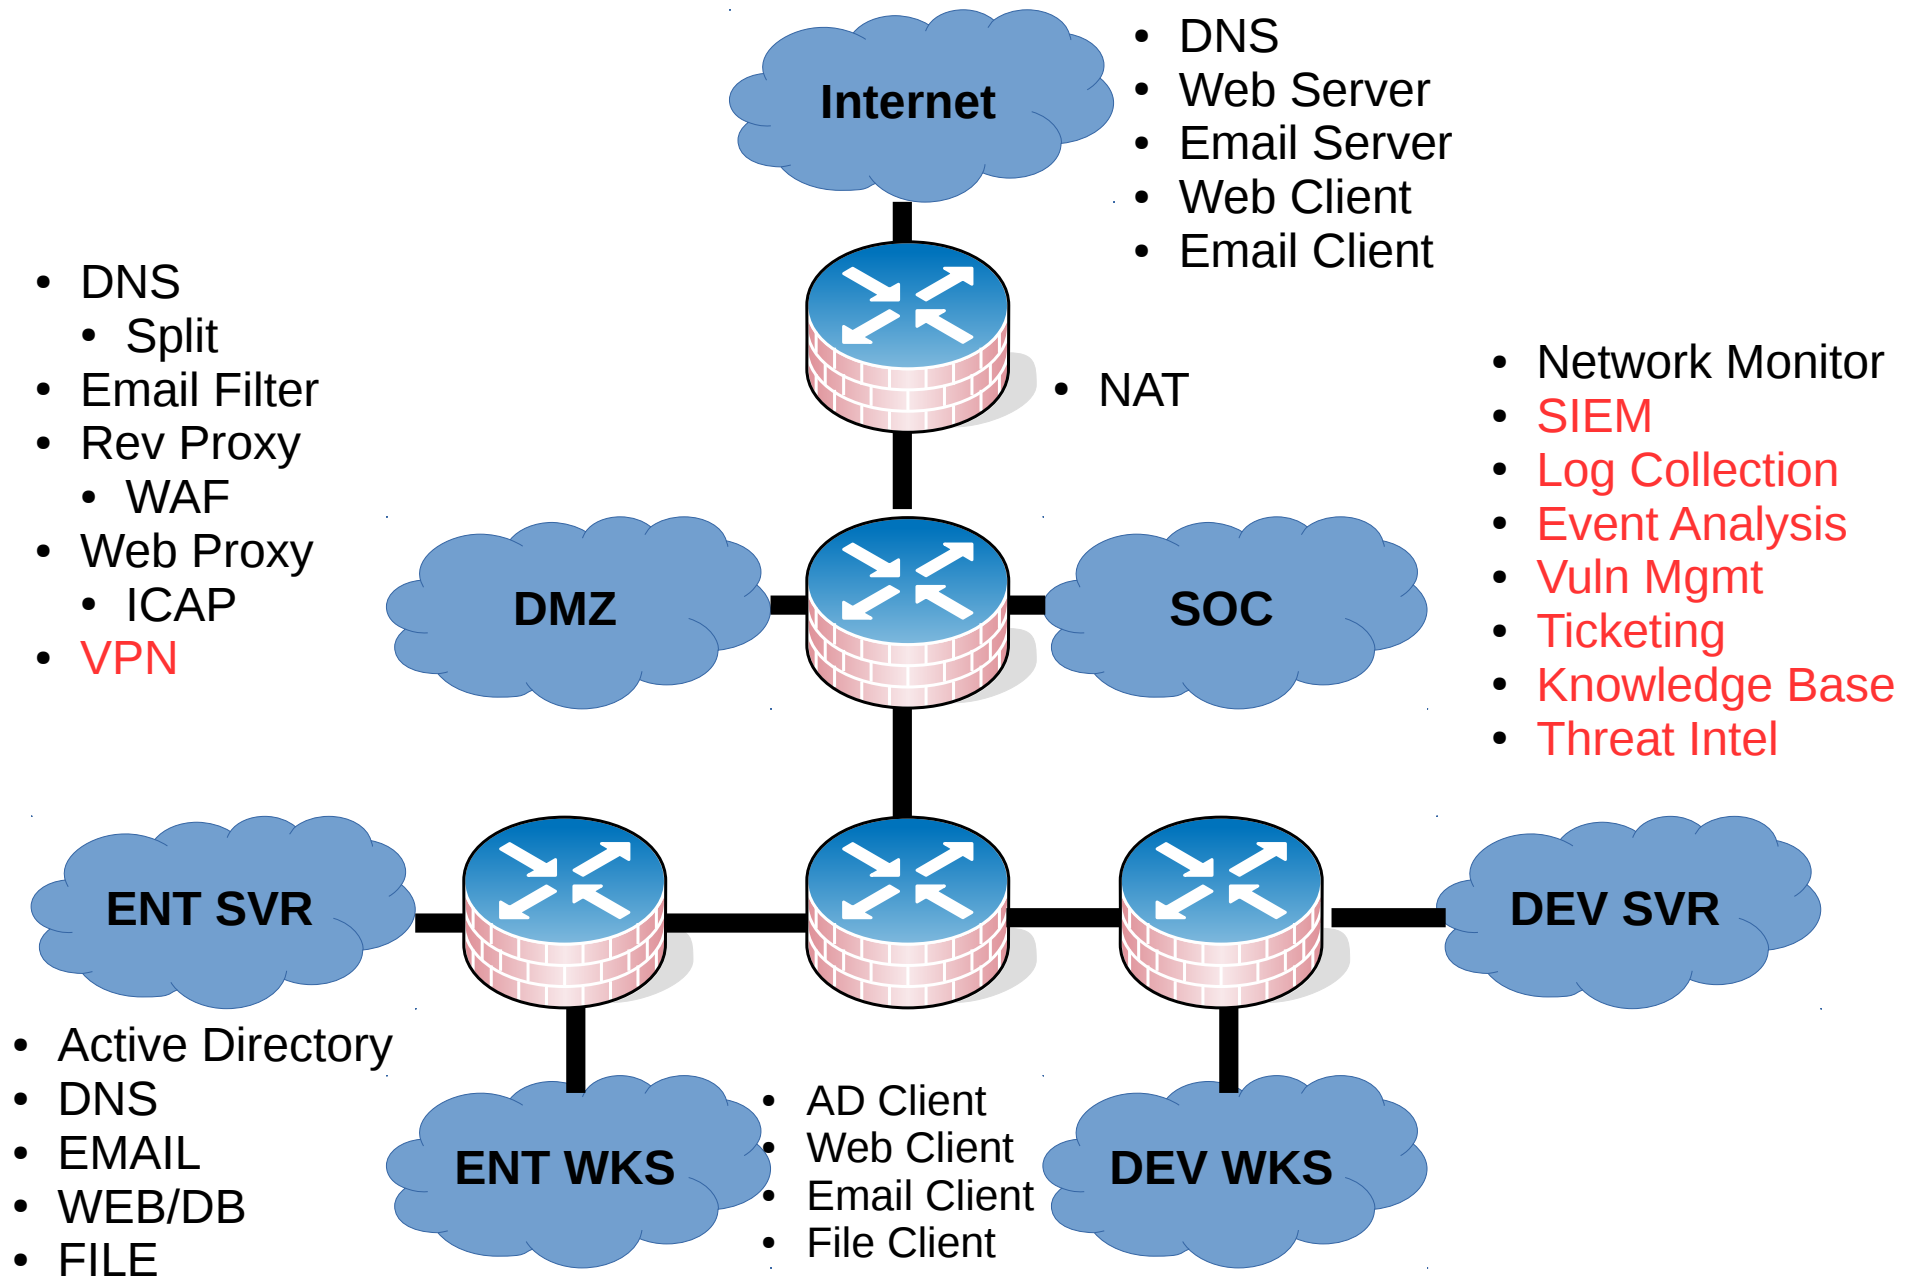 Internet
• DNS
• Web Server
• Email Server
• Web Client
• Email Client
• DNS
• Split
• Email Filter
• Rev Proxy
• WAF
• Web Proxy
• ICAP
• VPN
• NAT
• Network Monitor
• SIEM
• Log Collection
• Event Analysis
• Vuln Mgmt
• Ticketing
• Knowledge Base
• Threat Intel
DMZ
SOC
ENT SVR
DEV SVR
• Active Directory
• DNS
• EMAIL
• WEB/DB
• FILE
ENT WKS
• AD Client
• Web Client
• Email Client
• File Client
DEV WKS